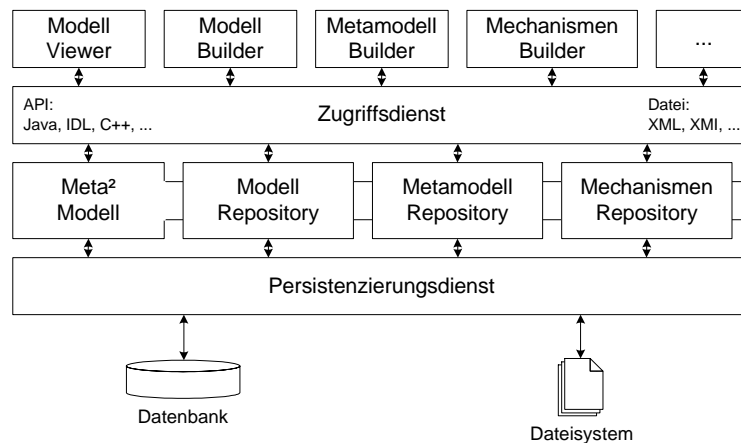 Modell
Viewer
Modell
Builder
Metamodell
Builder
Mechanismen
Builder
...
API:
Java, IDL, C++, ...
Zugriffsdienst
Datei:
XML, XMI, ...
Meta²
Modell
Modell
Repository
Metamodell
Repository
Mechanismen
Repository
Persistenzierungsdienst
Datenbank
Dateisystem